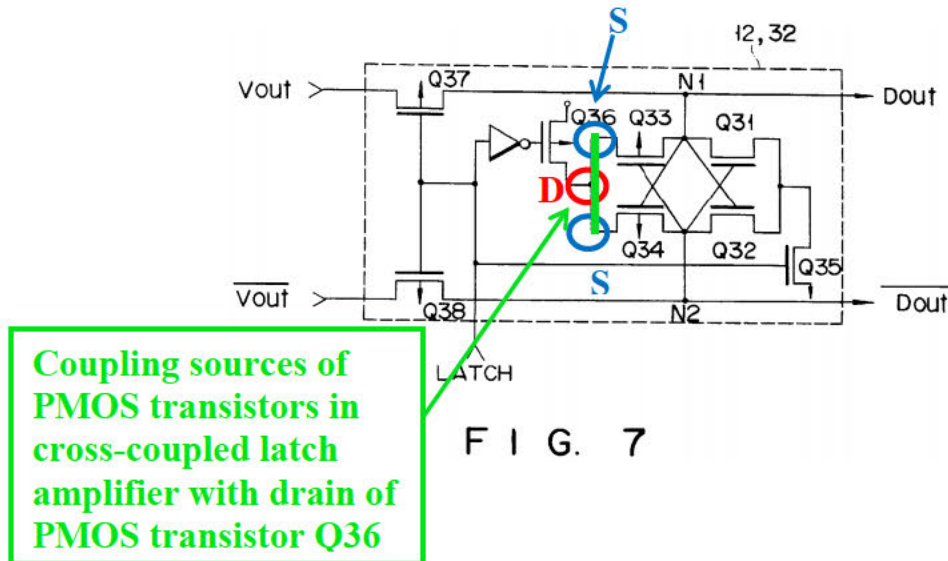 S
12,32
Vout
Q37
N1
Dout
Q36
Q33
Q31
D
Q34
Q32
Q35
Vout
Q38
S
N2
Dout
LATCH
Coupling sources of
PMOS transistors in
cross-coupled latch
amplifier with drain of
PMOS transistor Q36
F I G. 7